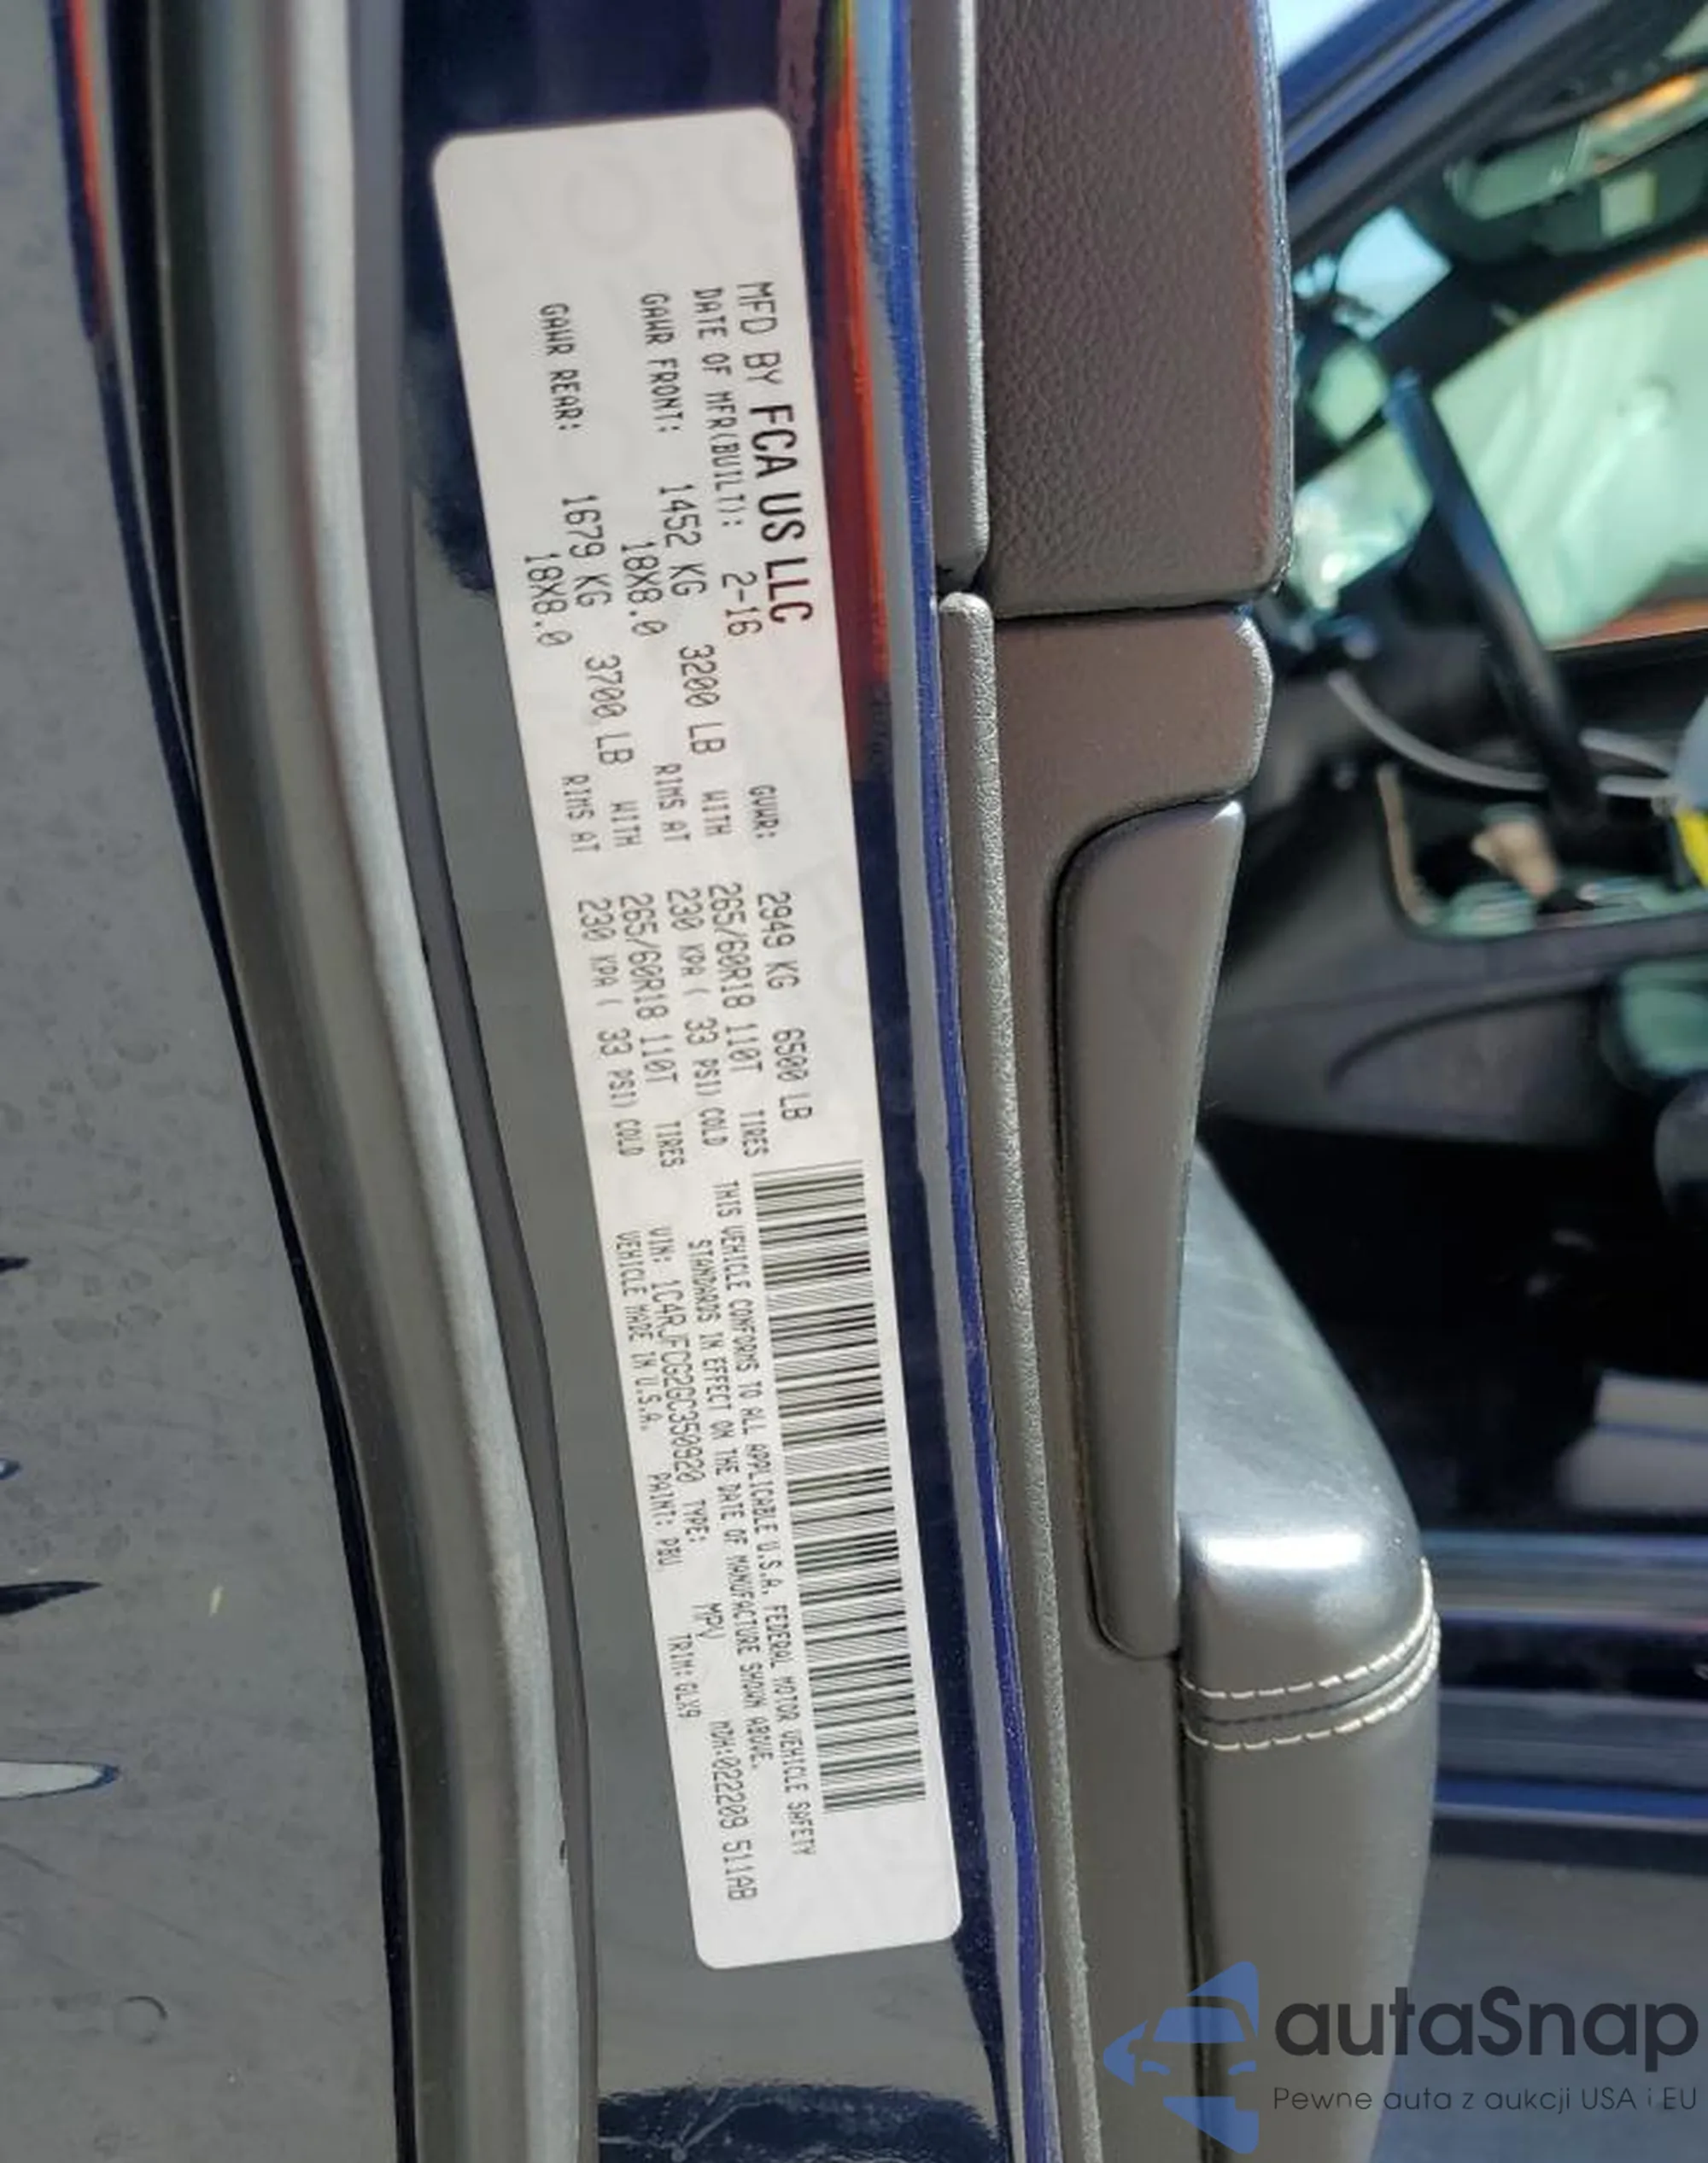 MFD BY FCA US LLC
DATE OF MFR(BUILT): 2-16 GVWR: 2949 KG 6500 LB
GAWR FRONT: 1452 KG 3200 LB WITH 265/60R18 110T TIRES
18X8.0 RIMS AT 230 KPA( 33 PSI) COLD
GAWR REAR: 1679 KG 3700 LB WITH 265/60R18 110T TIRES
18X8.0 RIMS AT 230 KPA( 33 PSI) COLD
THIS VEHICLE CONFORMS TO ALL APPLICABLE U.S.A. FEDERAL MOTOR VEHICLE SAFETY
STANDARDS IN EFFECT ON THE DATE OF MANUFACTURE SHOWN ABOVE.
VIN: 1C4RJFCG2GC350920 TYPE: MPV MDH:022209 511AB
VEHICLE MADE IN U.S.A. PAINT: PBU TRIM: GLX9
autaSnap
Pewne auta z aukcji USA i EU